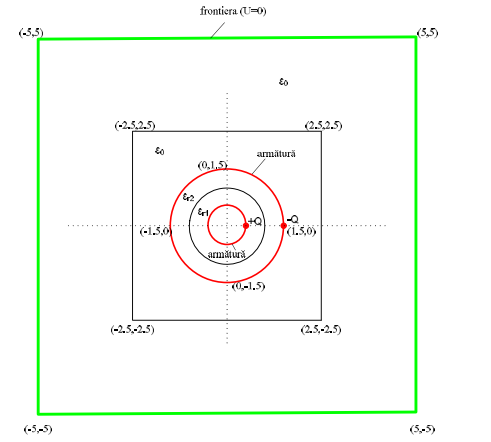 frontiera (U=0)
(-5,5)
(5,5)
ε0
(-2.5,2.5)
(2.5,2.5)
ε0
armătură
(0,1,5)
εr2
εr1
+Q
-Q
(-1.5,0)
(1.5,0)
armătură
(0,-1.5)
(-2.5,-2.5)
(2.5,-2.5)
(-5,-5)
(5,-5)